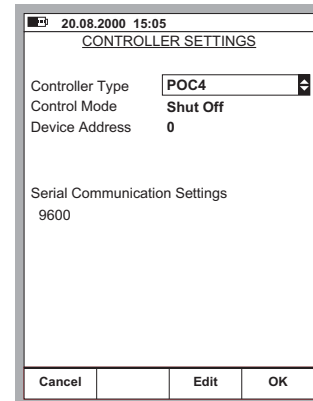 20.08.2000 15:05
CONTROLLER SETTINGS
Controller Type POC4
Control Mode Shut Off
Device Address 0
Serial Communication Settings
9600
Cancel Edit OK